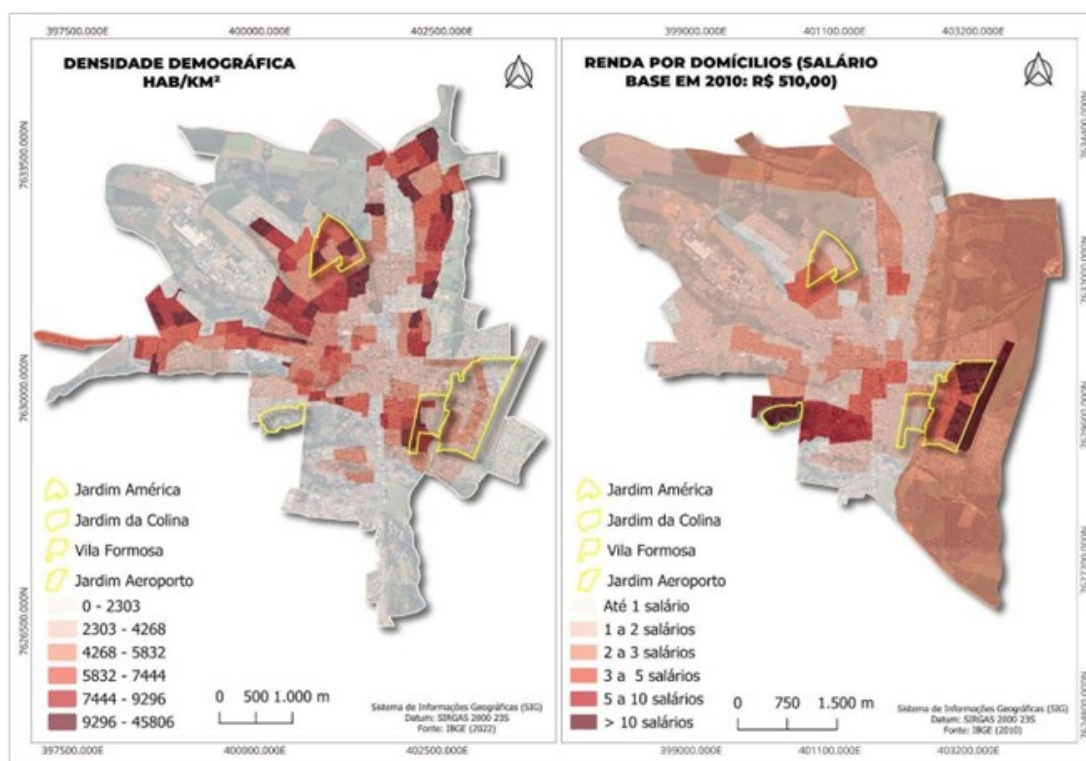 397500.000E 400000.000E 402500.000E
DENSIDADE DEMOGRÁFICA
HAB/KM²
7633500.000N
7630000.000N
7626500.000N
Jardim América
Jardim da Colina
Vila Formosa
Jardim Aeroporto
0 - 2303
2303 - 4268
4268 - 5832
5832 - 7444
7444 - 9296
9296 - 45806
0 500 1.000 m
Sistema de Informações Geográficas (SIG)
Datum: SIRGAS 2000 23S
Fonte: IBGE (2022)
397500.000E 400000.000E 402500.000E
399000.000E 401100.000E 403200.000E
RENDA POR DOMÍCILIOS (SALÁRIO
BASE EM 2010: R$ 510,00)
Jardim América
Jardim da Colina
Vila Formosa
Jardim Aeroporto
Até 1 salário
1 a 2 salários
2 a 3 salários
3 a 5 salários
5 a 10 salários
> 10 salários
0 750 1.500 m
Sistema de Informações Geográficas (SIG)
Datum: SIRGAS 2000 23S
Fonte: IBGE (2010)
399000.000E 401100.000E 403200.000E